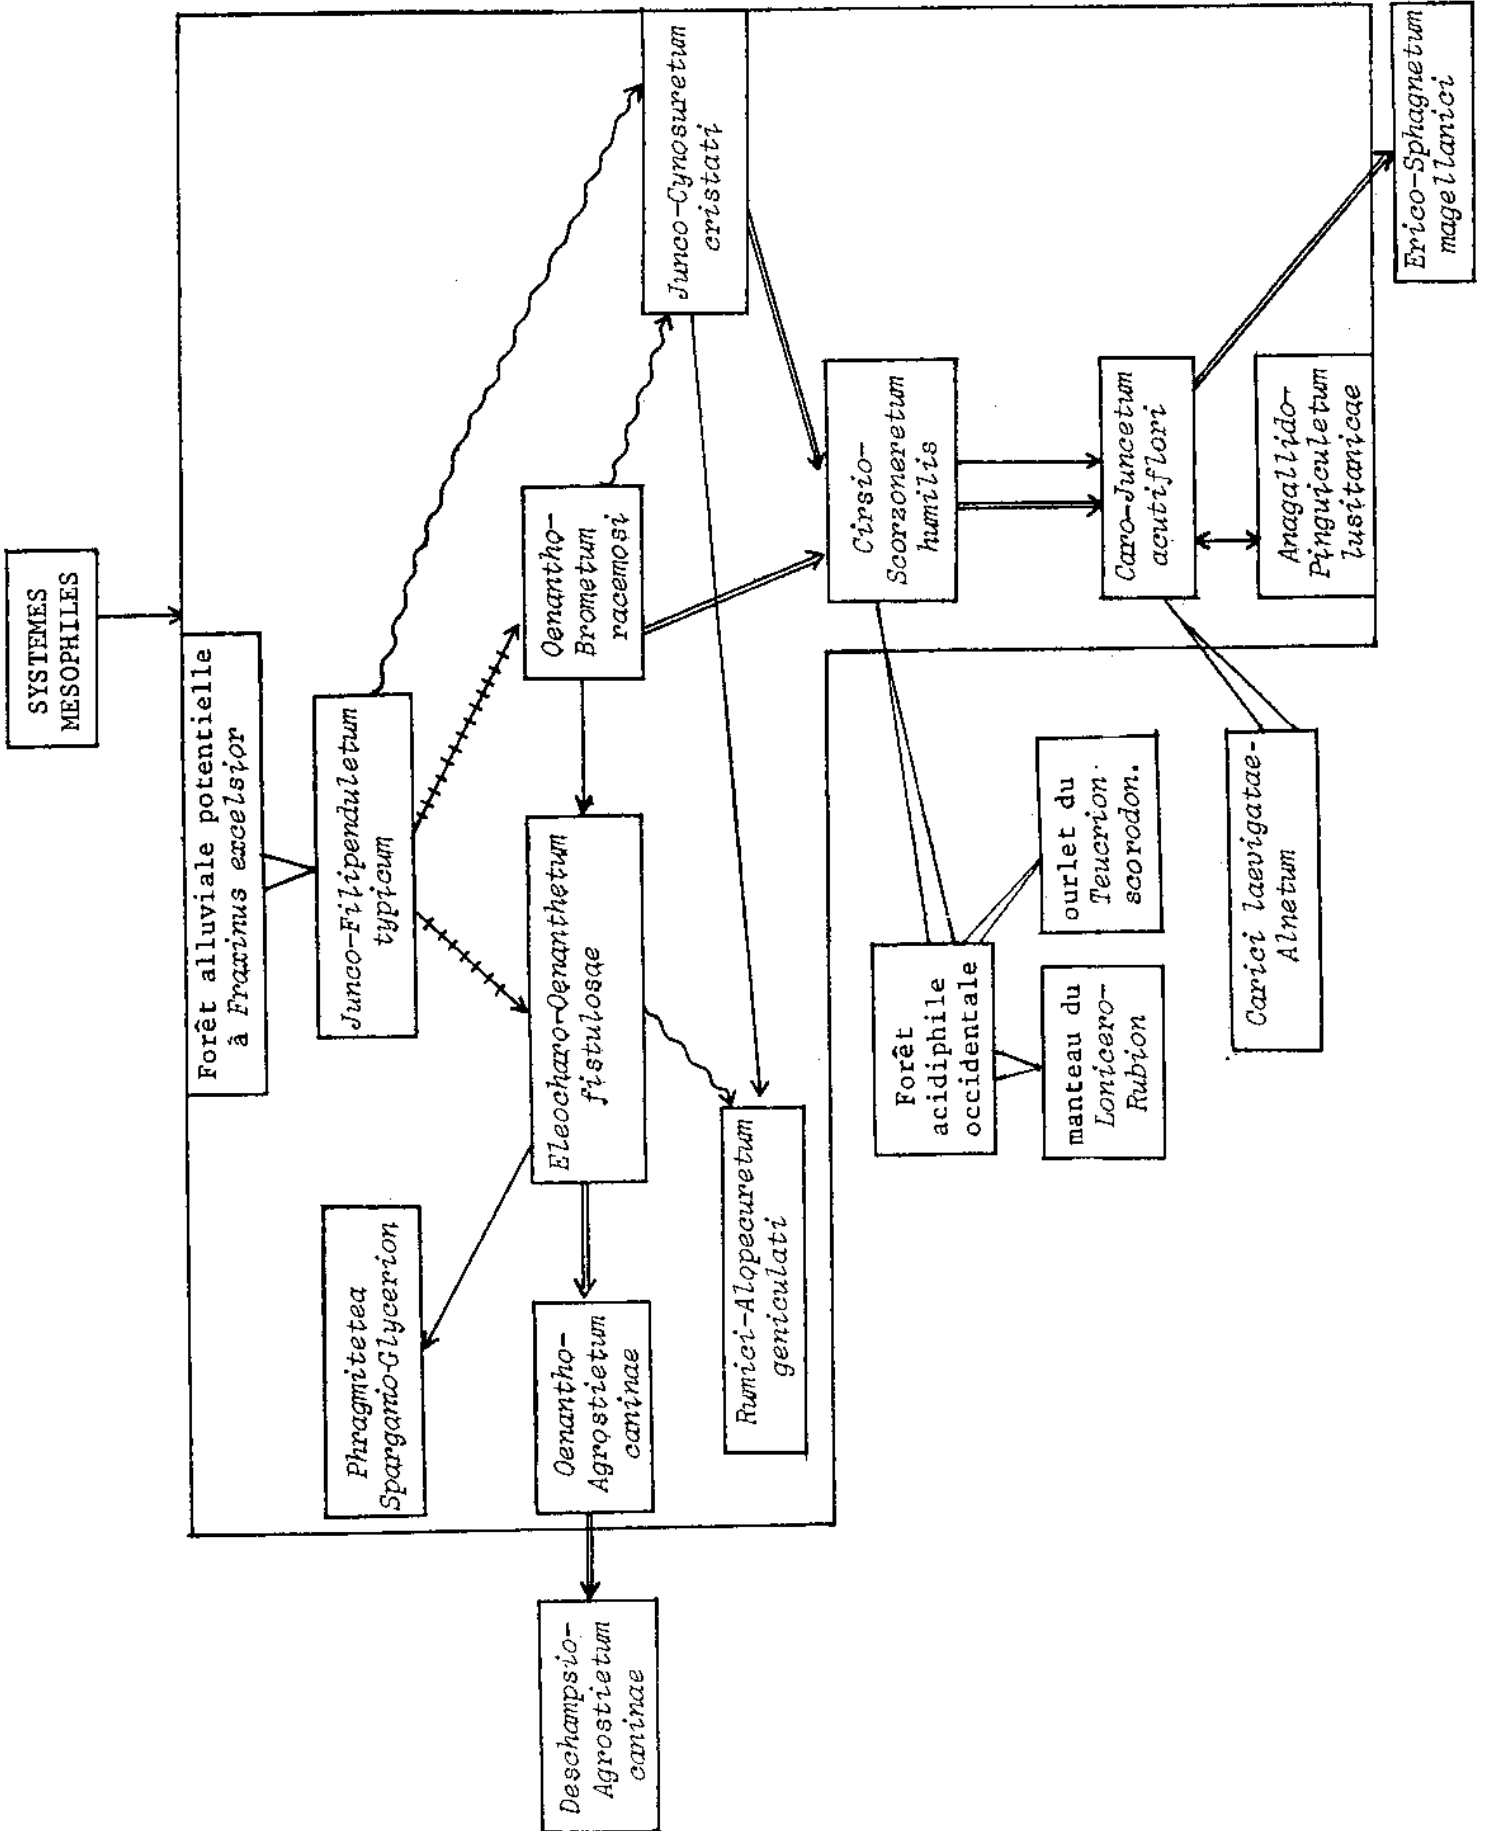 SYSTEMES
MESOPHILES
Forêt alluviale potentielle
à Fraxinus excelsior
Junco-Filipenduletum
typicum
Phragmitetea
Spargamio-Glycerion
Deschampsio-
Agrostietum
caninae
Oenantho-
Agrostietum
caninae
Eleocharo-Oenanthetum
fistulosae
Oenantho-
Brometum
racemosi
Junco-Cynosuretum
cristati
Rumici-Alopecuretum
geniculati
Cirsio-
Scorzoneretum
humilis
Forêt
acidiphile
occidentale
manteau du
Lonicero-
Rubion
ourlet du
Teucrion
scorodon.
Caro-Juncetum
acutiflori
Carici laevigatae-
Alnetum
Anagallido-
Pinguiculetum
lusitanicae
Erico-Sphagnetum
magellanici